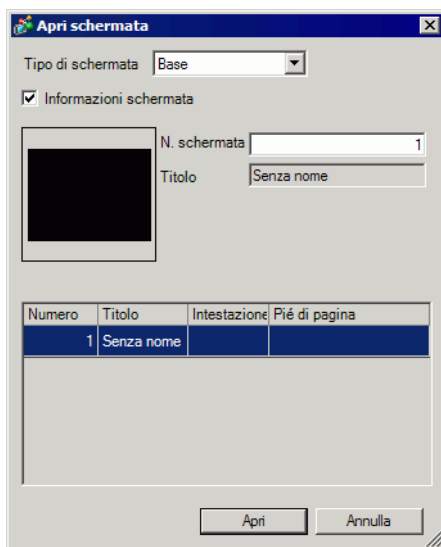 Apri schermata
Tipo di schermata Base
Informazioni schermata
N. schermata 1
Titolo Senza nome
Numero Titolo Intestazione Pié di pagina
1 Senza nome
Apri Annulla